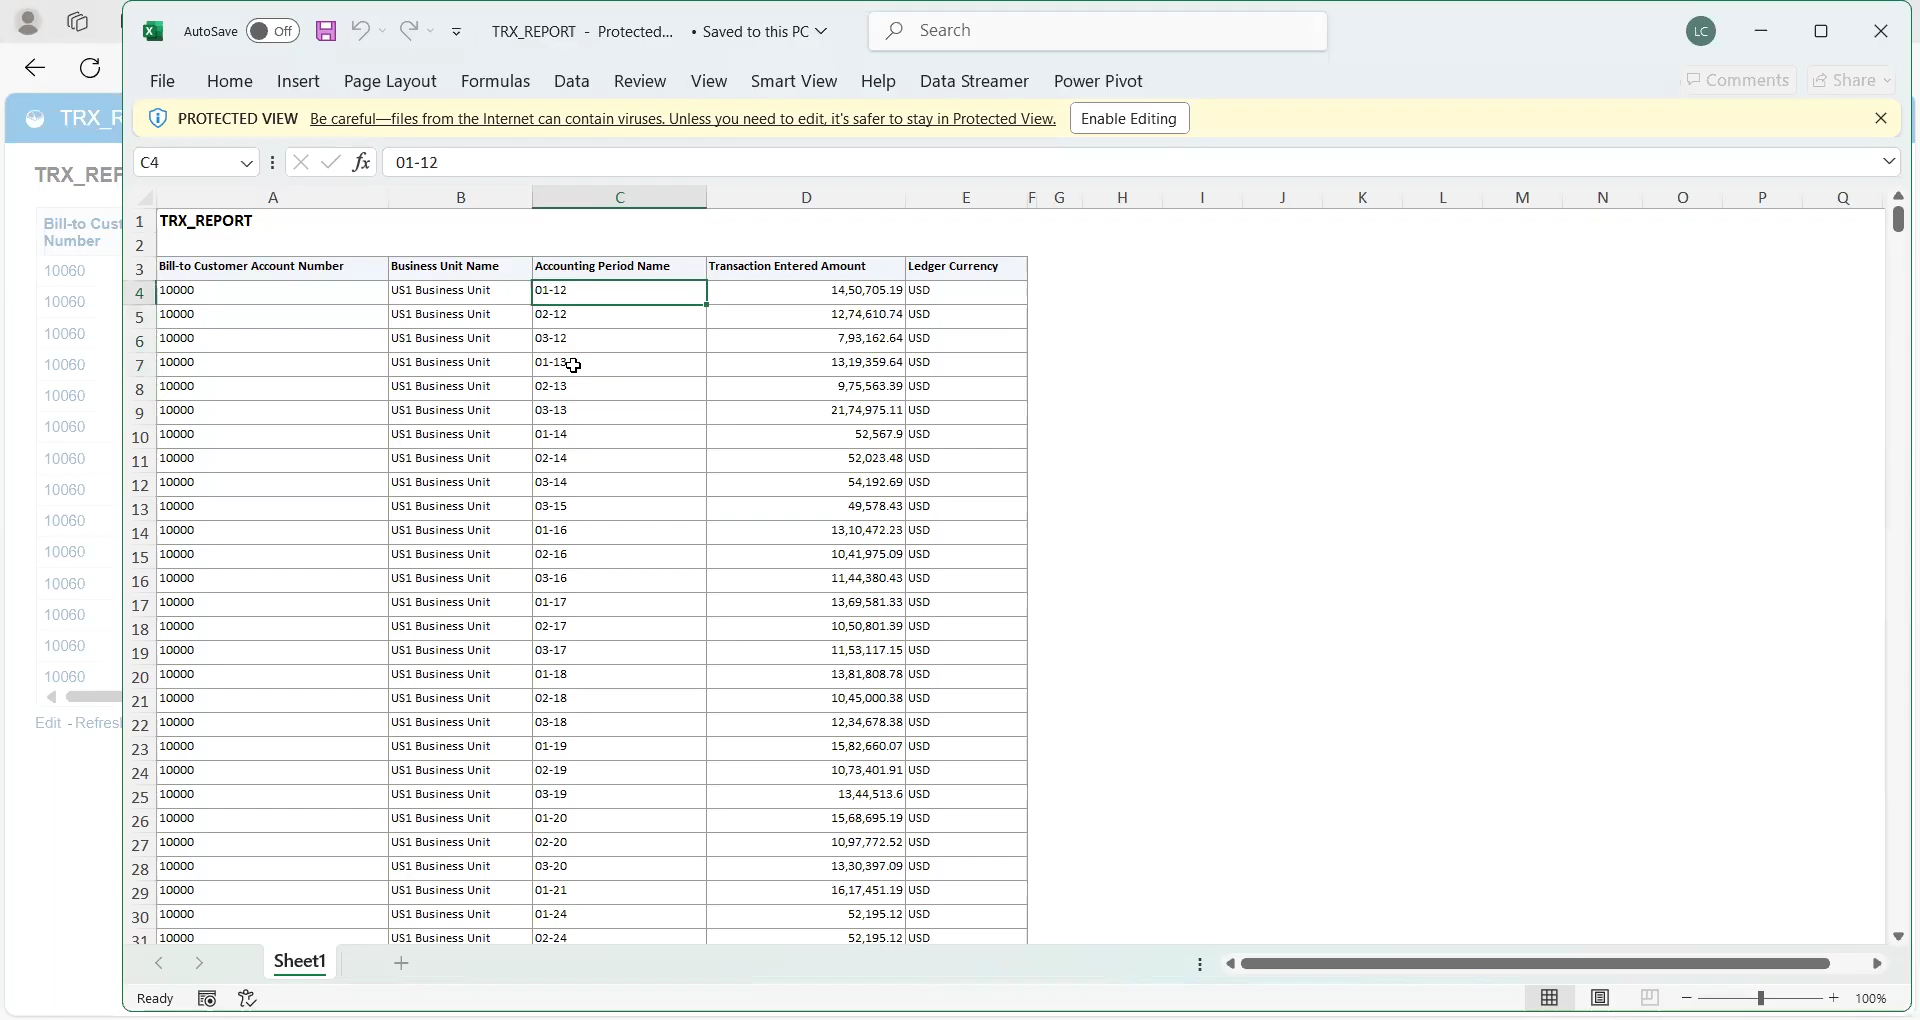 AutoSave Off TRX_REPORT - Protected... • Saved to this PC Search LC
File Home Insert Page Layout Formulas Data Review View Smart View Help Data Streamer Power Pivot Comments Share
PROTECTED VIEW Be careful—files from the Internet can contain viruses. Unless you need to edit, it's safer to stay in Protected View. Enable Editing
C4 fx 01-12
A B C D E F G H I J K L M N O P Q
1 TRX_REPORT
2
3 Bill-to Customer Account Number Business Unit Name Accounting Period Name Transaction Entered Amount Ledger Currency
4 10000 US1 Business Unit 01-12 14,50,705.19 USD
5 10000 US1 Business Unit 02-12 12,74,610.74 USD
6 10000 US1 Business Unit 03-12 7,93,162.64 USD
7 10000 US1 Business Unit 01-13 13,19,359.64 USD
8 10000 US1 Business Unit 02-13 9,75,563.39 USD
9 10000 US1 Business Unit 03-13 21,74,975.11 USD
10 10000 US1 Business Unit 01-14 52,567.9 USD
11 10000 US1 Business Unit 02-14 52,023.48 USD
12 10000 US1 Business Unit 03-14 54,192.69 USD
13 10000 US1 Business Unit 03-15 49,578.43 USD
14 10000 US1 Business Unit 01-16 13,10,472.23 USD
15 10000 US1 Business Unit 02-16 10,41,975.09 USD
16 10000 US1 Business Unit 03-16 11,44,380.43 USD
17 10000 US1 Business Unit 01-17 13,69,581.33 USD
18 10000 US1 Business Unit 02-17 10,50,801.39 USD
19 10000 US1 Business Unit 03-17 11,53,117.15 USD
20 10000 US1 Business Unit 01-18 13,81,808.78 USD
21 10000 US1 Business Unit 02-18 10,45,000.38 USD
22 10000 US1 Business Unit 03-18 12,34,678.38 USD
23 10000 US1 Business Unit 01-19 15,82,660.07 USD
24 10000 US1 Business Unit 02-19 10,73,401.91 USD
25 10000 US1 Business Unit 03-19 13,44,513.6 USD
26 10000 US1 Business Unit 01-20 15,68,695.19 USD
27 10000 US1 Business Unit 02-20 10,97,772.52 USD
28 10000 US1 Business Unit 03-20 13,30,397.09 USD
29 10000 US1 Business Unit 01-21 16,17,451.19 USD
30 10000 US1 Business Unit 01-24 52,195.12 USD
31 10000 US1 Business Unit 02-24 52,195.12 USD
Sheet1
Ready 100%
TRX_R
TRX_REP
Bill-to Cust
Number
10060
10060
10060
10060
10060
10060
10060
10060
10060
10060
10060
10060
10060
10060
Edit - Refresh